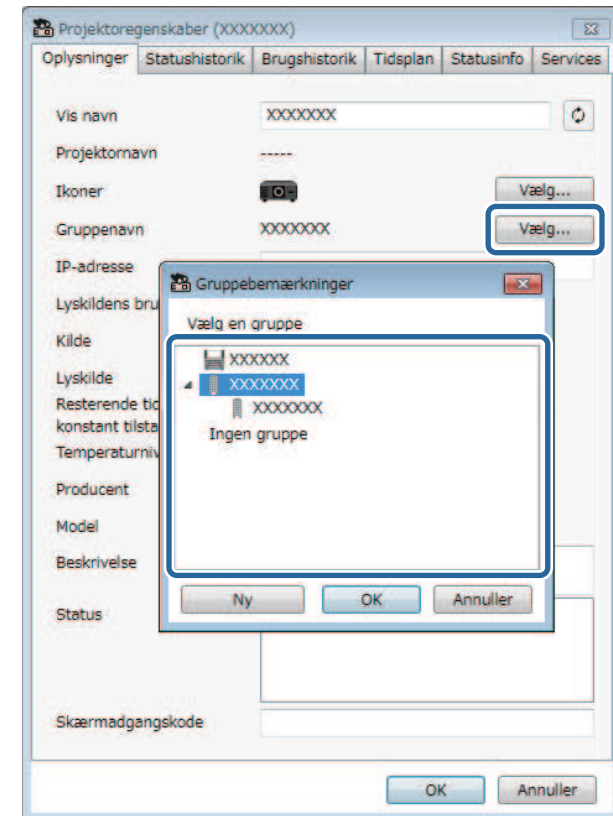 Projektoregenskaber (XXXXXXX)
Oplysninger Statushistorik Brugshistorik Tidsplan Statusinfo Services
Vis navn XXXXXXX
Projektornavn -----
Ikoner Vælg...
Gruppenavn XXXXXXX Vælg...
IP-adresse
Gruppebemærkninger
Lyskildens bru
Vælg en gruppe
Kilde
XXXXXX
Lyskilde
XXXXXXX
Resterende tid
XXXXXXX
konstant tilsta
Ingen gruppe
Temperaturniv
Producent
Model
Beskrivelse
Ny OK Annuller
Status
Skærmadgangskode
OK Annuller